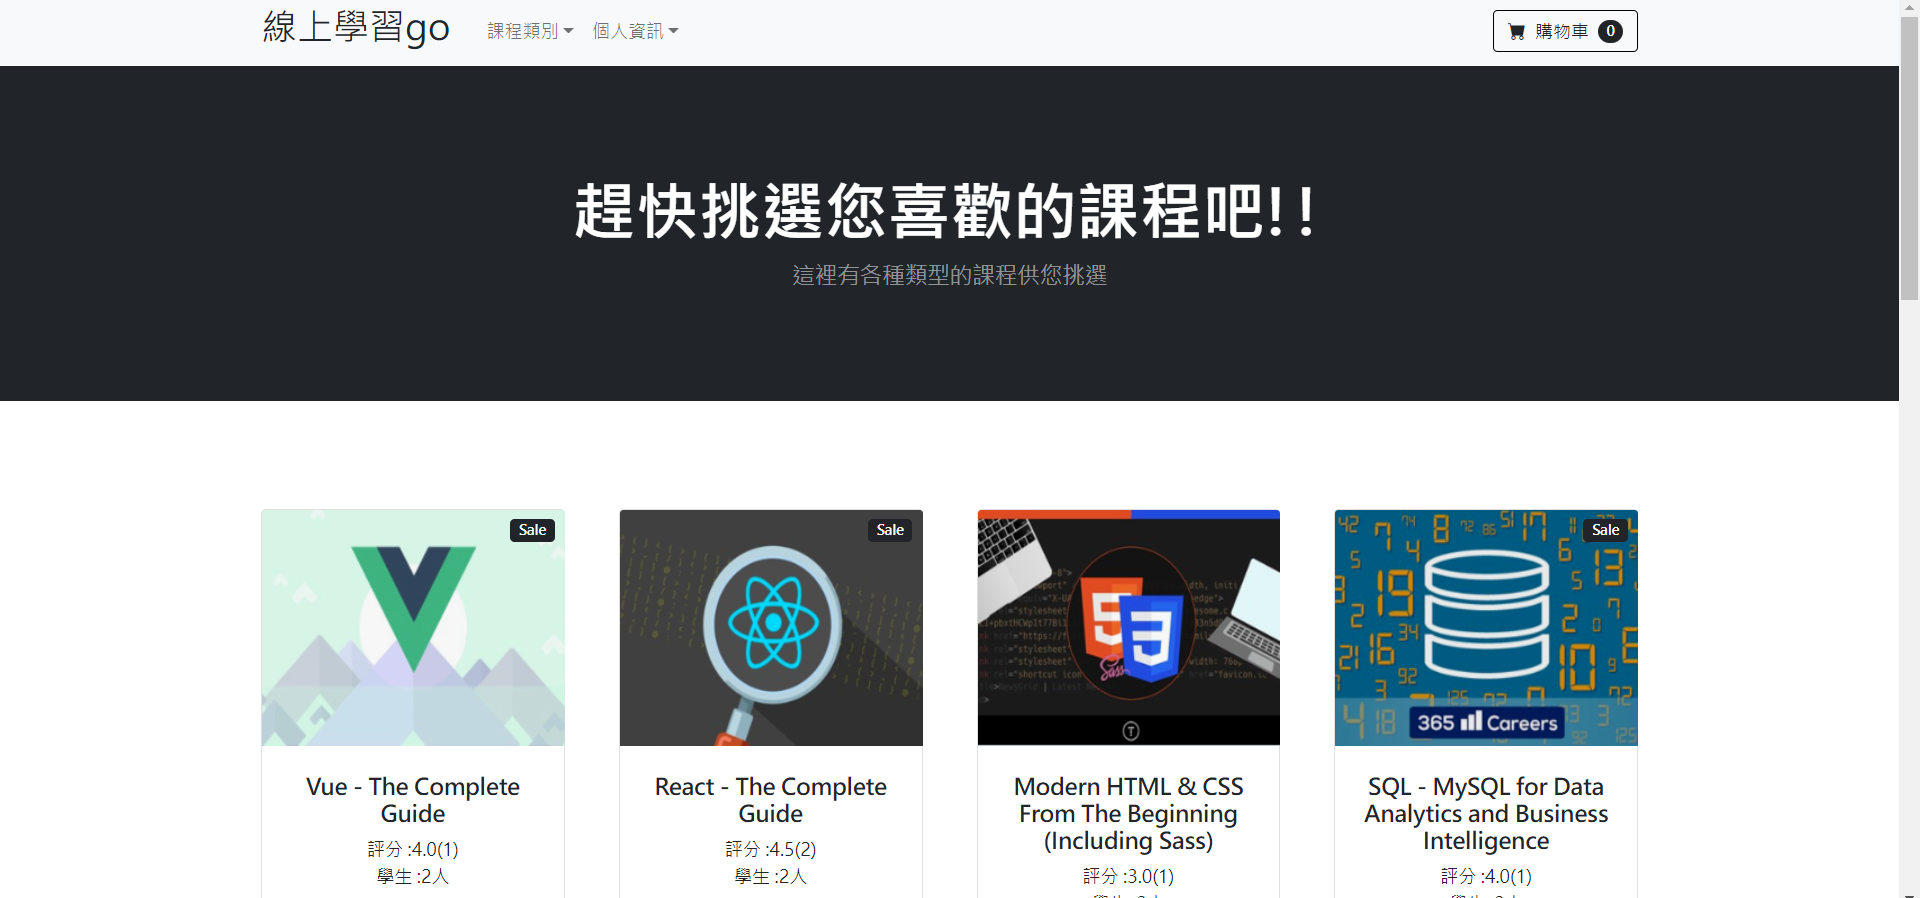 線上學習go
課程類別
個人資訊
購物車 0
趕快挑選您喜歡的課程吧!!
這裡有各種類型的課程供您挑選
Sale
Sale
Sale
365 Careers
Vue - The Complete
Guide
評分 :4.0(1)
學生 :2人
React - The Complete
Guide
評分 :4.5(2)
學生 :2人
Modern HTML & CSS
From The Beginning
(Including Sass)
評分 :3.0(1)
SQL - MySQL for Data
Analytics and Business
Intelligence
評分 :4.0(1)